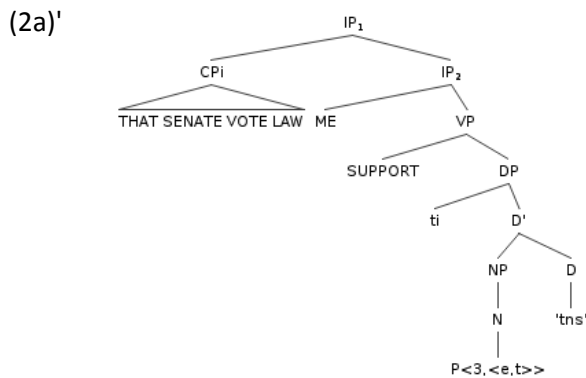 (2a)'
IP₁
CPi IP₂
THAT SENATE VOTE LAW ME VP
SUPPORT DP
ti D'
NP D
N 'tns'
P<3,<e,t>>